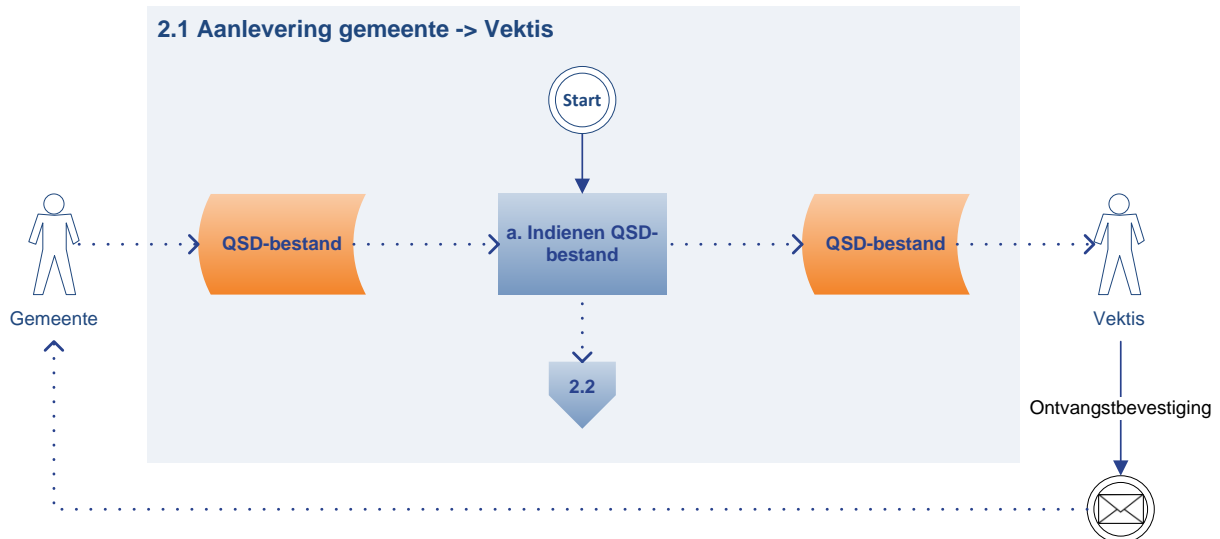 2.1 Aanlevering gemeente -> Vektis
Start
QSD-bestand
a. Indienen QSD-
bestand
QSD-bestand
Gemeente
Vektis
2.2
Ontvangstbevestiging